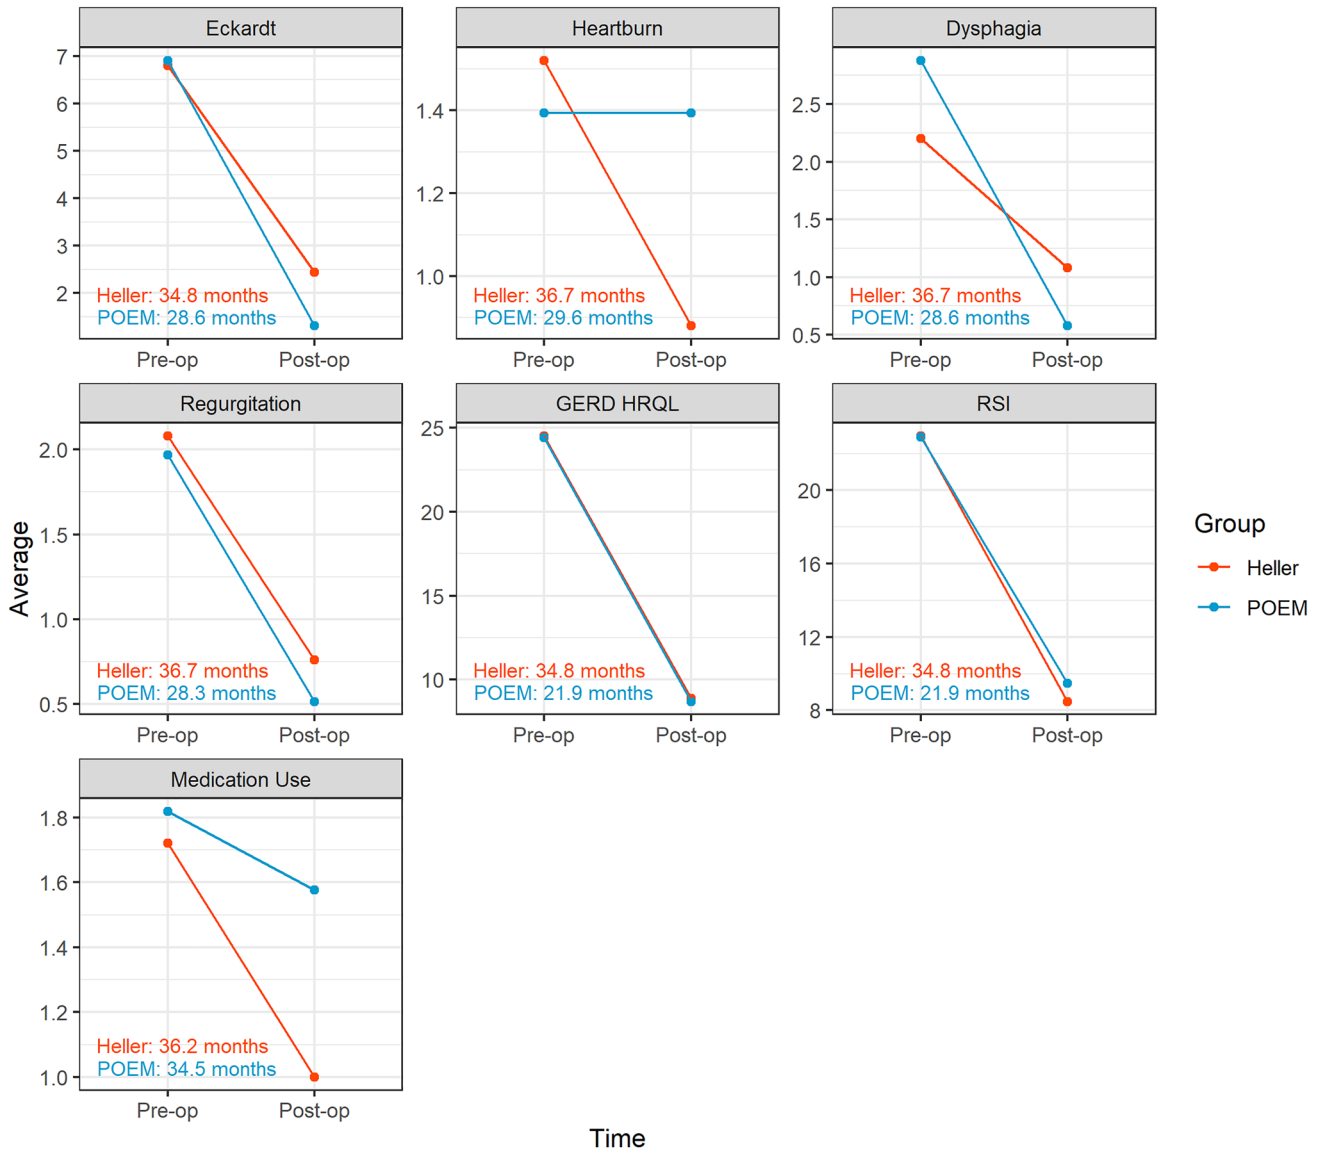 Eckardt
7
6
5
4
3
2
Heller: 34.8 months
POEM: 28.6 months
Pre-op Post-op
Heartburn
1.4
1.2
1.0
Heller: 36.7 months
POEM: 29.6 months
Pre-op Post-op
Dysphagia
2.5
2.0
1.5
1.0
0.5
Heller: 36.7 months
POEM: 28.6 months
Pre-op Post-op
Regurgitation
2.0
1.5
1.0
0.5
Heller: 36.7 months
POEM: 28.3 months
Pre-op Post-op
GERD HRQL
25
20
15
10
Heller: 34.8 months
POEM: 21.9 months
Pre-op Post-op
RSI
20
16
12
8
Heller: 34.8 months
POEM: 21.9 months
Pre-op Post-op
Medication Use
1.8
1.6
1.4
1.2
1.0
Heller: 36.2 months
POEM: 34.5 months
Pre-op Post-op
Average
Time
Group
Heller
POEM